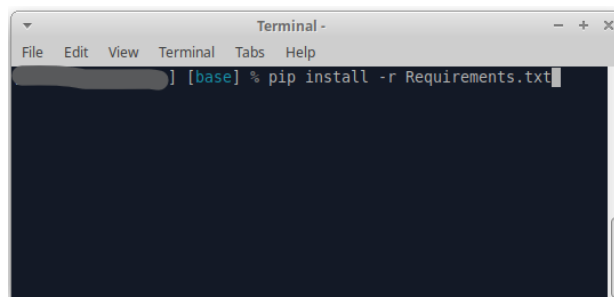 Terminal -
File Edit View Terminal Tabs Help
] [base] % pip install -r Requirements.txt